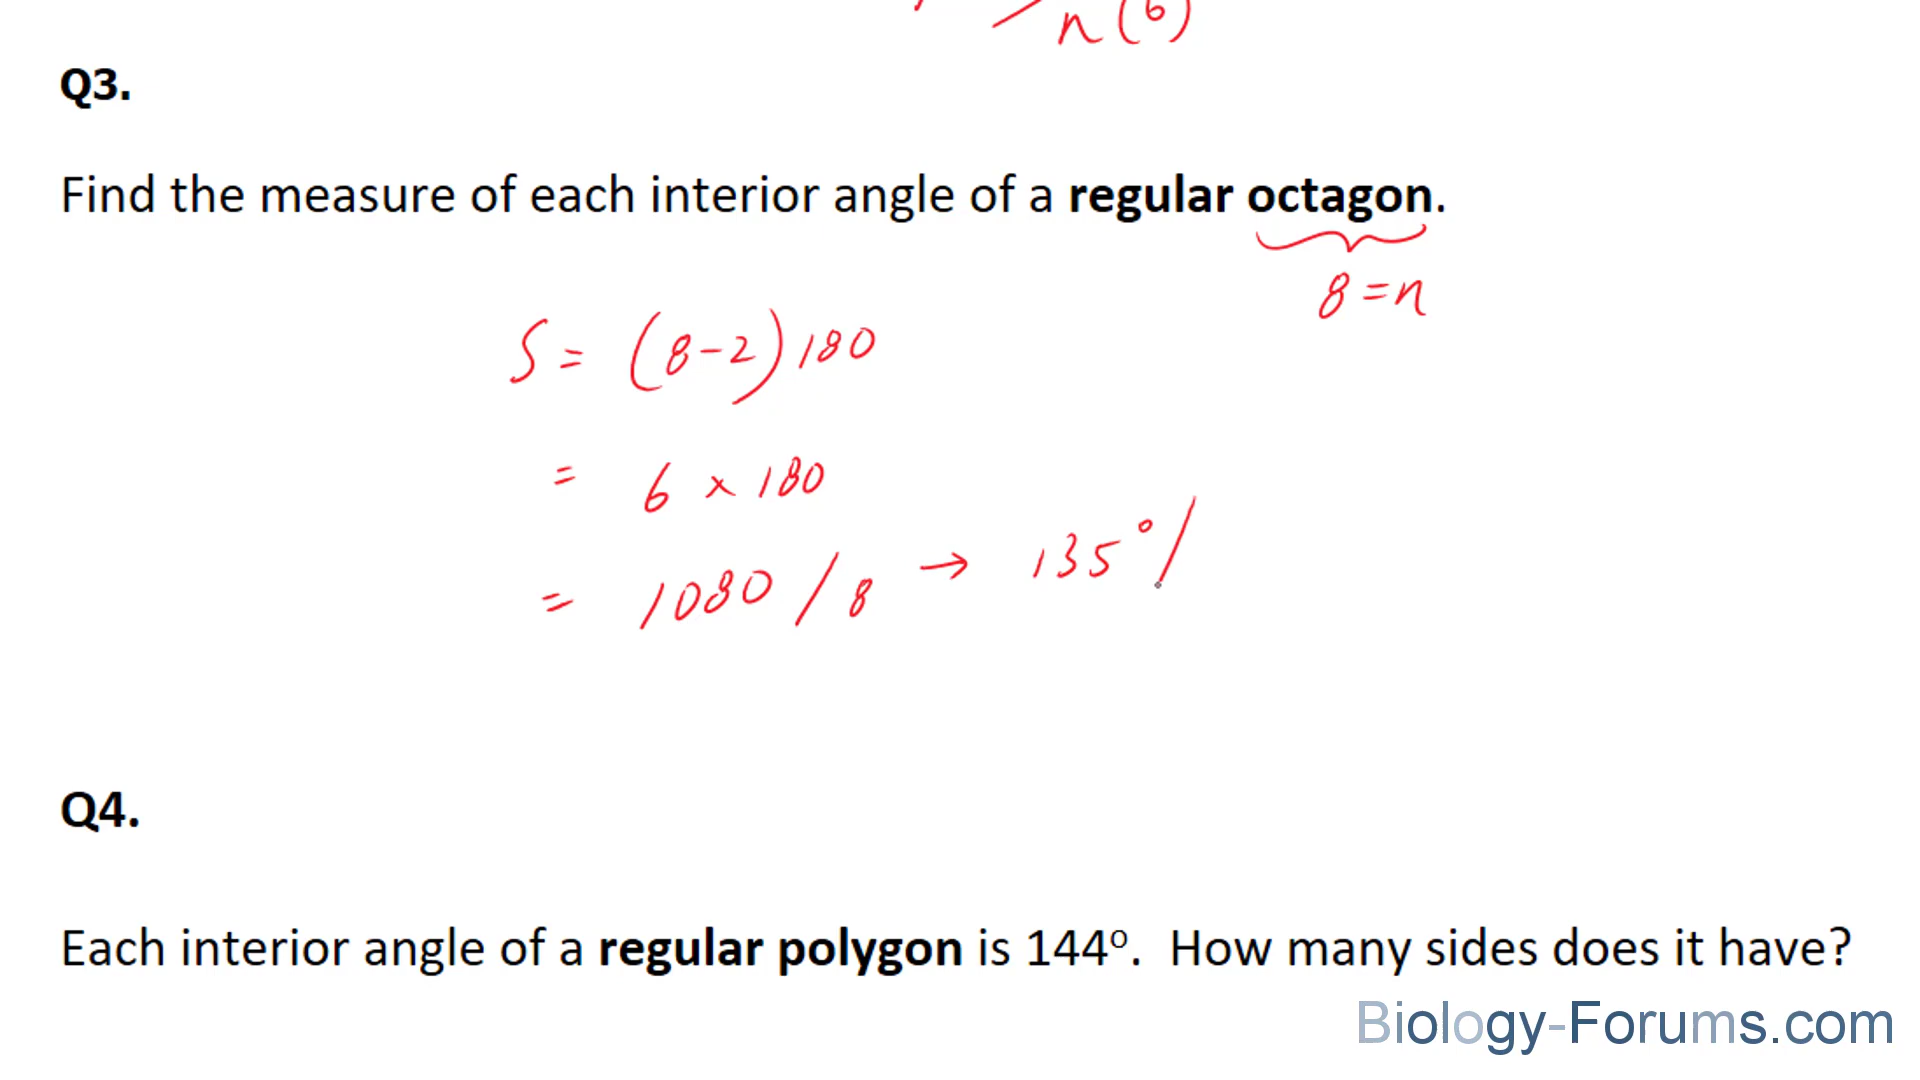 n(6)
Q3.
Find the measure of each interior angle of a regular octagon.
8=n
S= (8-2)180
= 6 × 180
= 1080 / 8 → 135°/
Q4.
Each interior angle of a regular polygon is 144º. How many sides does it have?
Biology-Forums.com